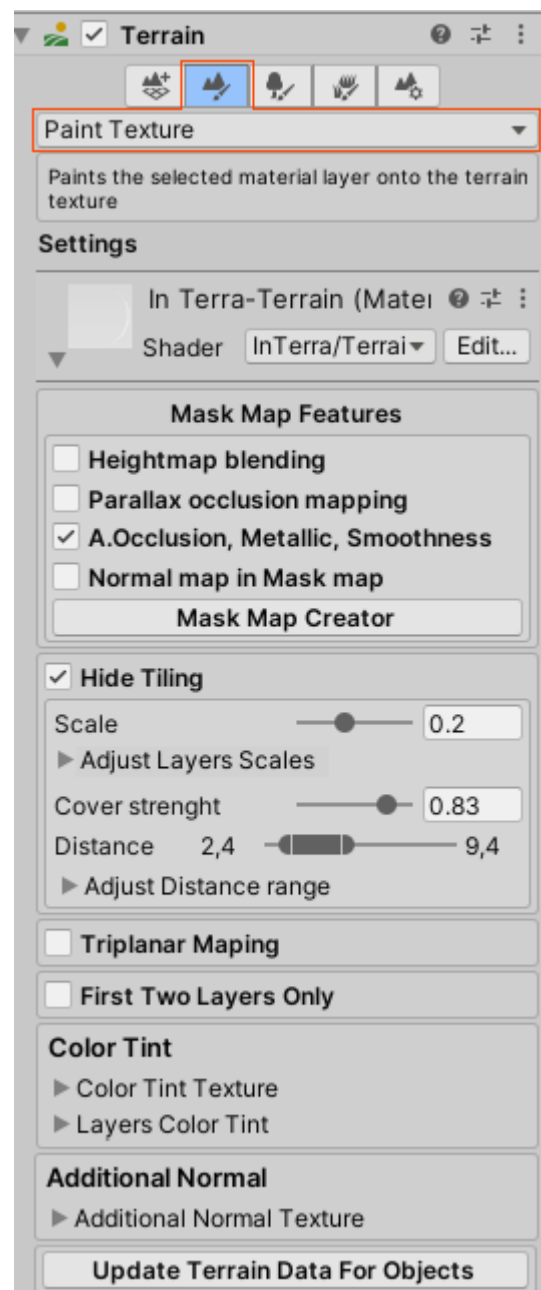 Terrain
Paint Texture
Paints the selected material layer onto the terrain
texture
Settings
In Terra-Terrain (Mater
Shader InTerra/Terrai Edit...
Mask Map Features
Heightmap blending
Parallax occlusion mapping
A.Occlusion, Metallic, Smoothness
Normal map in Mask map
Mask Map Creator
Hide Tiling
Scale 0.2
Adjust Layers Scales
Cover strenght 0.83
Distance 2,4 9,4
Adjust Distance range
Triplanar Maping
First Two Layers Only
Color Tint
Color Tint Texture
Layers Color Tint
Additional Normal
Additional Normal Texture
Update Terrain Data For Objects